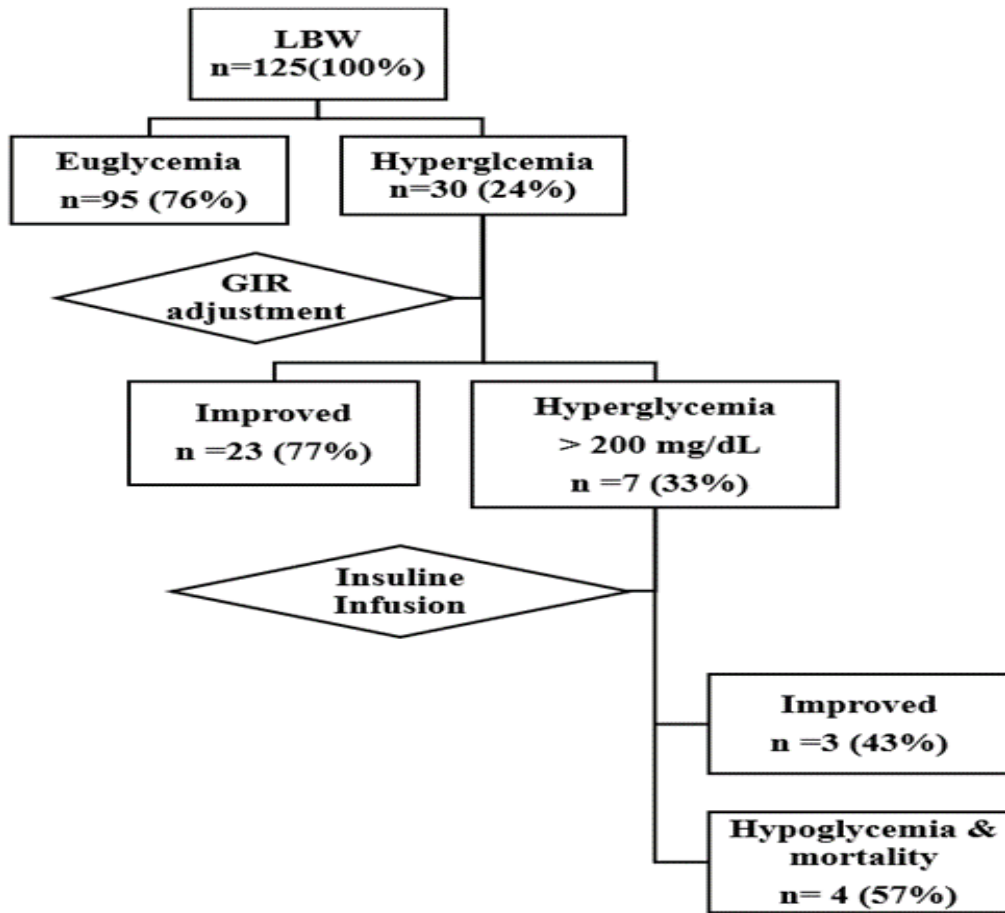 LBW
n=125(100%)
Euglycemia
n=95 (76%)
Hyperglcemia
n=30 (24%)
GIR
adjustment
Improved
n =23 (77%)
Hyperglycemia
> 200 mg/dL
n =7 (33%)
Insuline
Infusion
Improved
n =3 (43%)
Hypoglycemia &
mortality
n= 4 (57%)